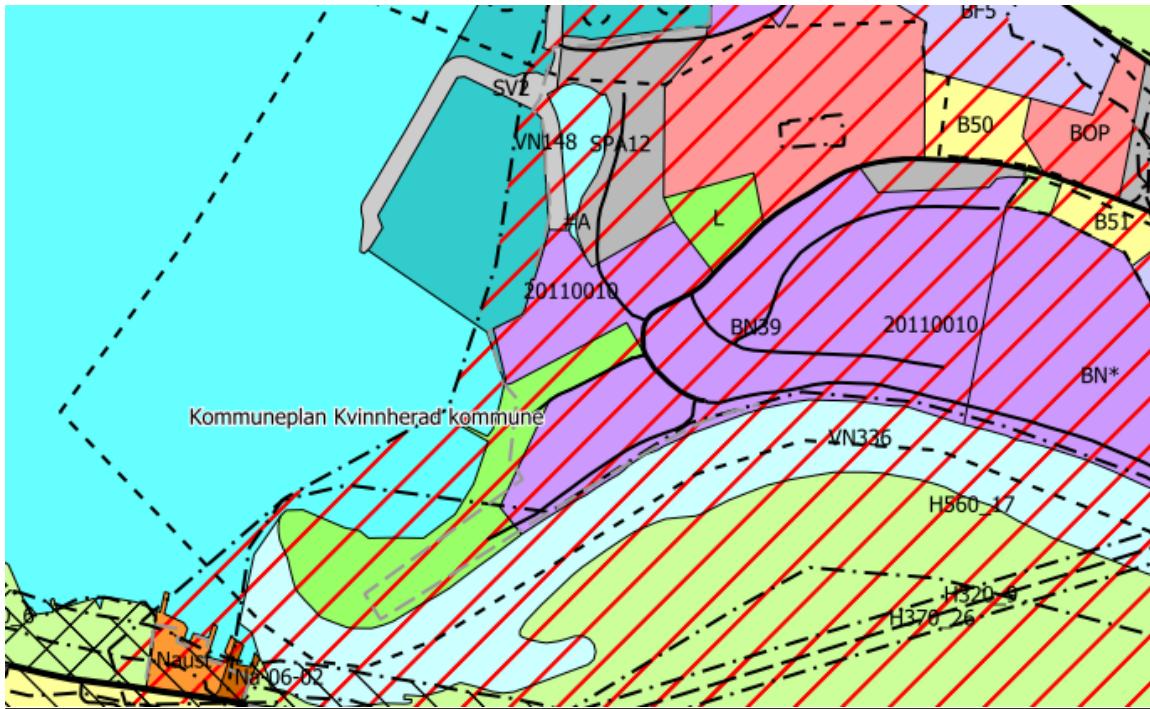 BF5
SV2
B50
BOP
VN148
SPA12
HA
L
B51
20110010
BN39
20110010
BN*
Kommuneplan Kvinnherad kommune
VN336
H560_17
H370_26
Naust
Na-06-02